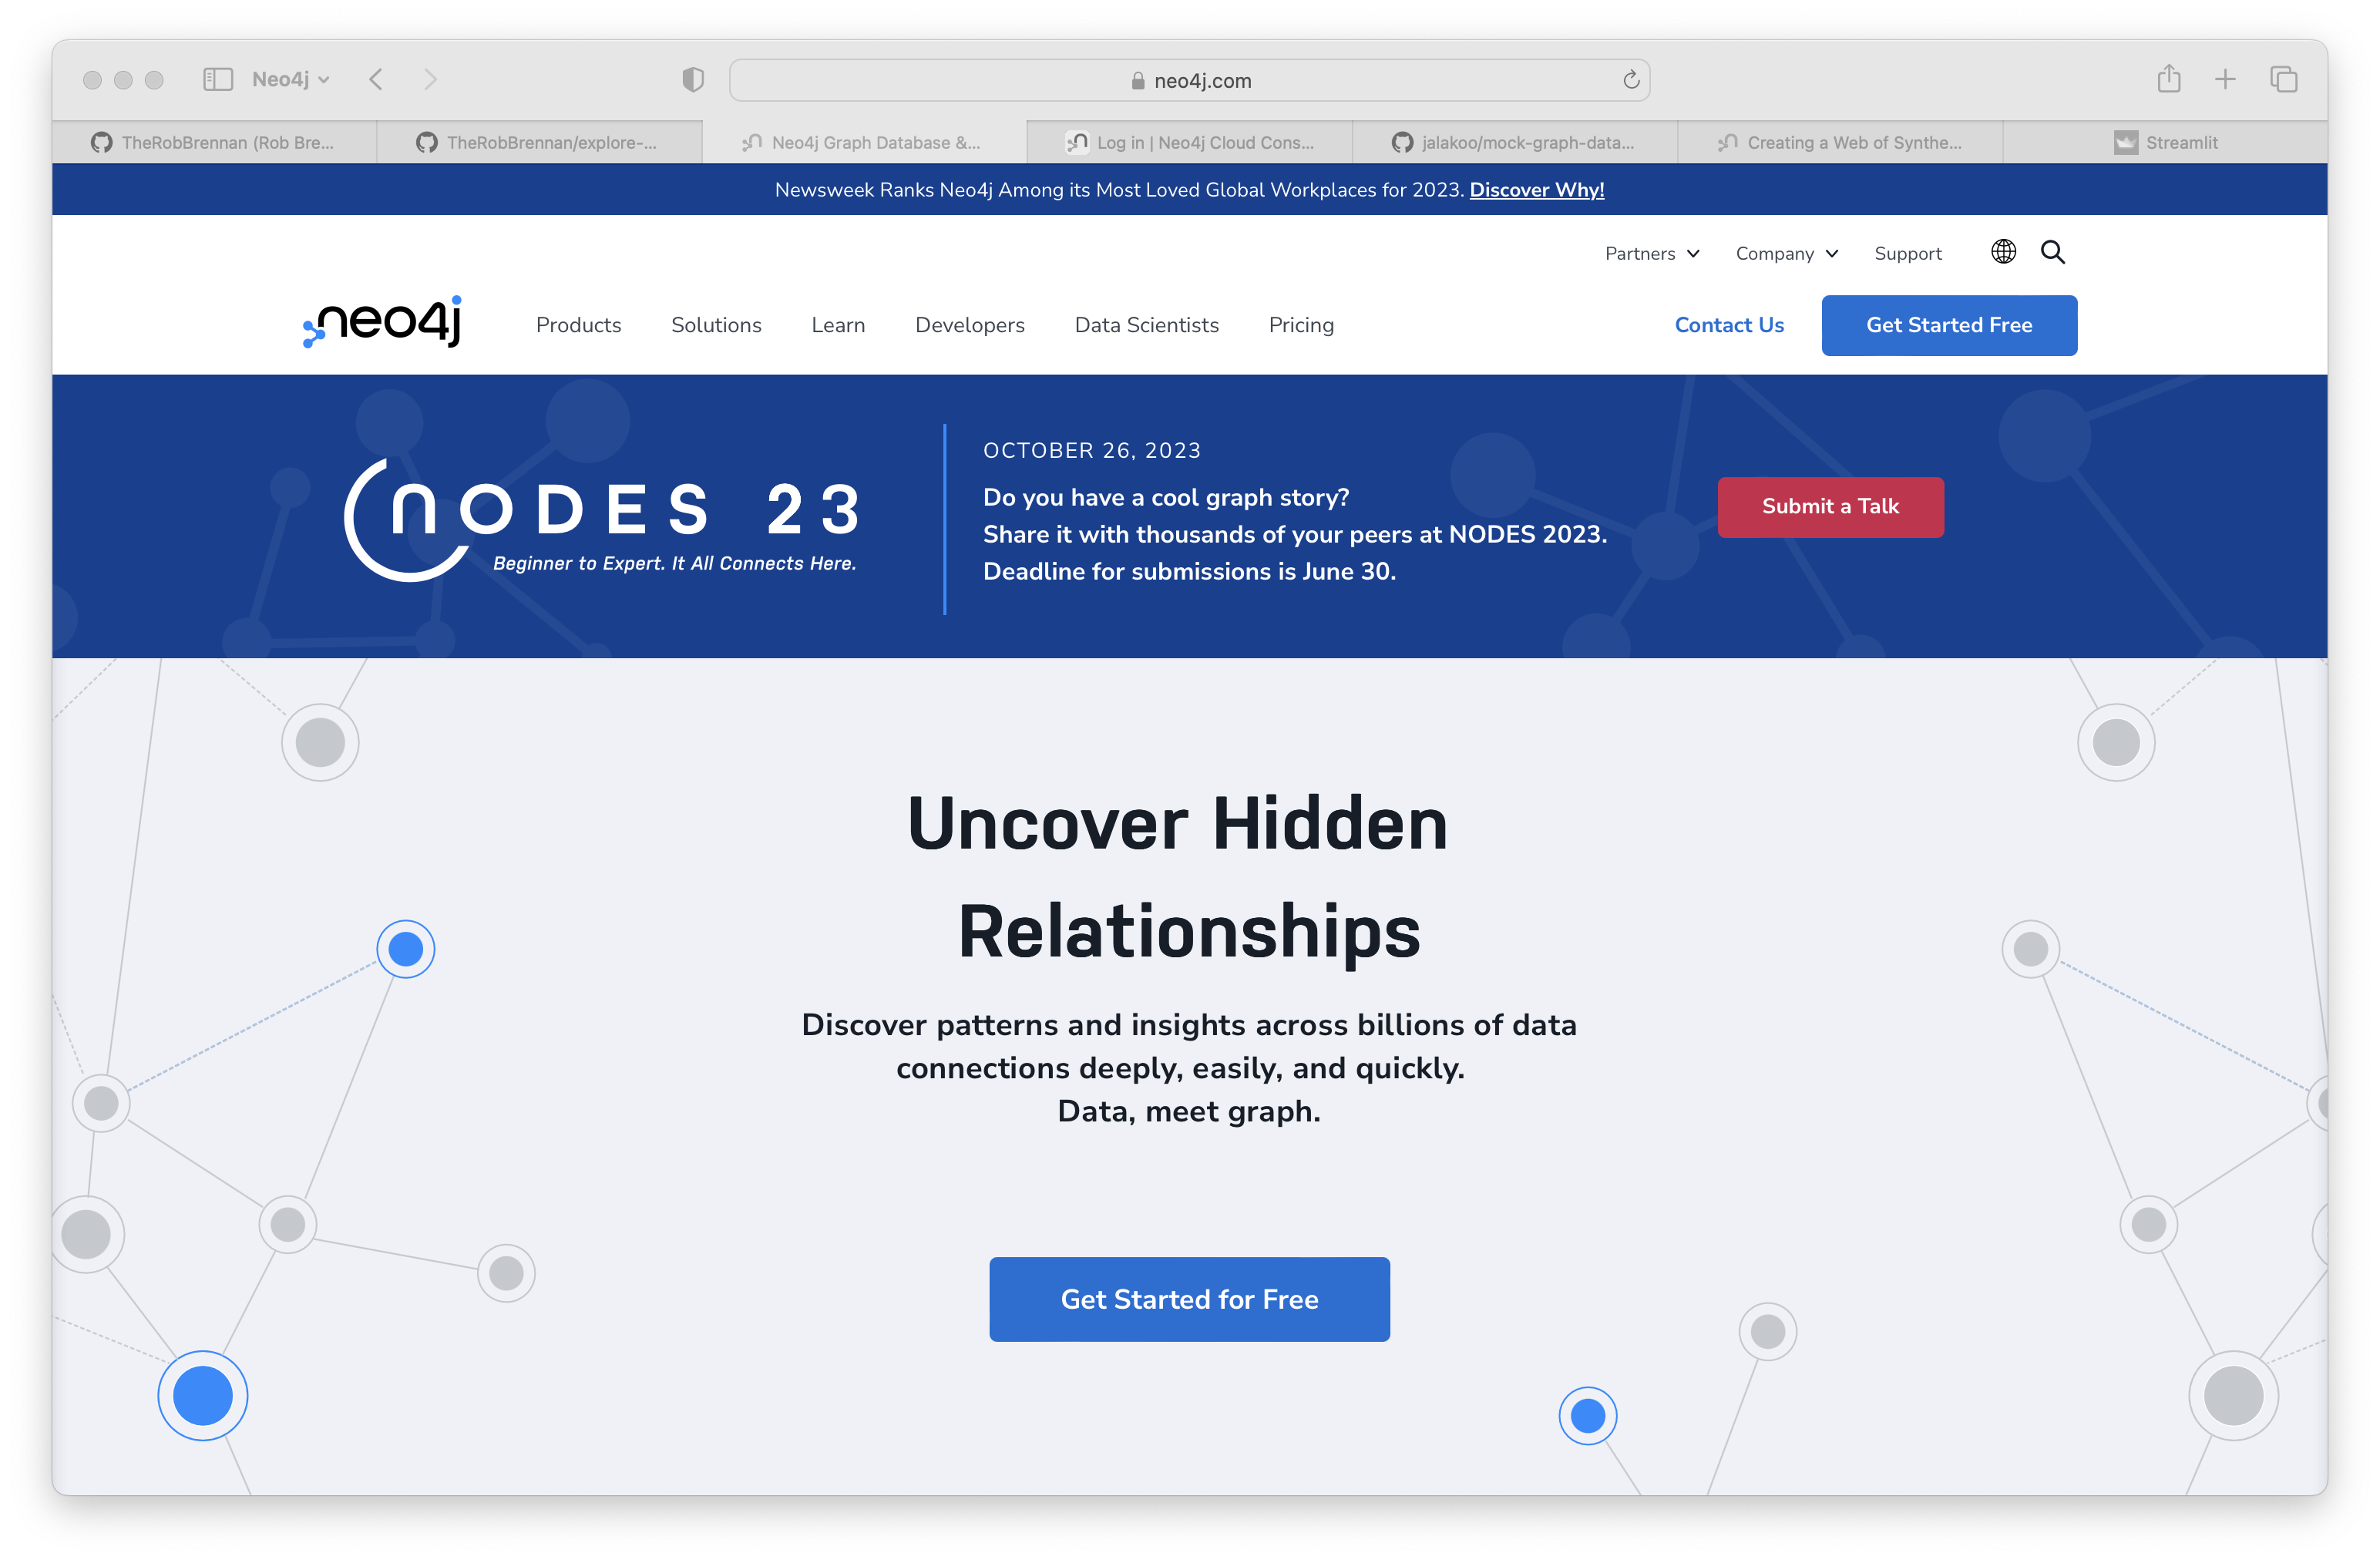 Neo4j
neo4j.com
TheRobBrennan (Rob Bre...
TheRobBrennan/explore-...
Neo4j Graph Database &...
Log in | Neo4j Cloud Cons...
jalakoo/mock-graph-data...
Creating a Web of Synthe...
Streamlit
Newsweek Ranks Neo4j Among its Most Loved Global Workplaces for 2023. Discover Why!
Partners
Company
Support
neo4j
Products
Solutions
Learn
Developers
Data Scientists
Pricing
Contact Us
Get Started Free
NODES 23
Beginner to Expert. It All Connects Here.
OCTOBER 26, 2023
Do you have a cool graph story?
Share it with thousands of your peers at NODES 2023.
Deadline for submissions is June 30.
Submit a Talk
Uncover Hidden
Relationships
Discover patterns and insights across billions of data
connections deeply, easily, and quickly.
Data, meet graph.
Get Started for Free